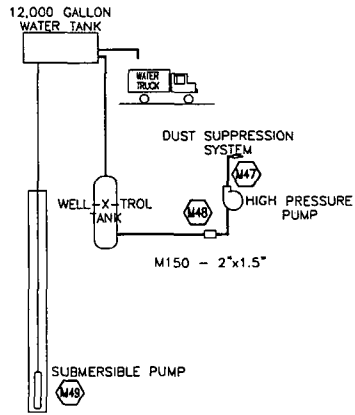 12,000 GALLON
WATER TANK
WATER
TRUCK
DUST SUPPRESSION
SYSTEM
M47
WELL-X-TROL
TANK
M48
HIGH PRESSURE
PUMP
M150 - 2"x1.5"
SUBMERSIBLE PUMP
M49